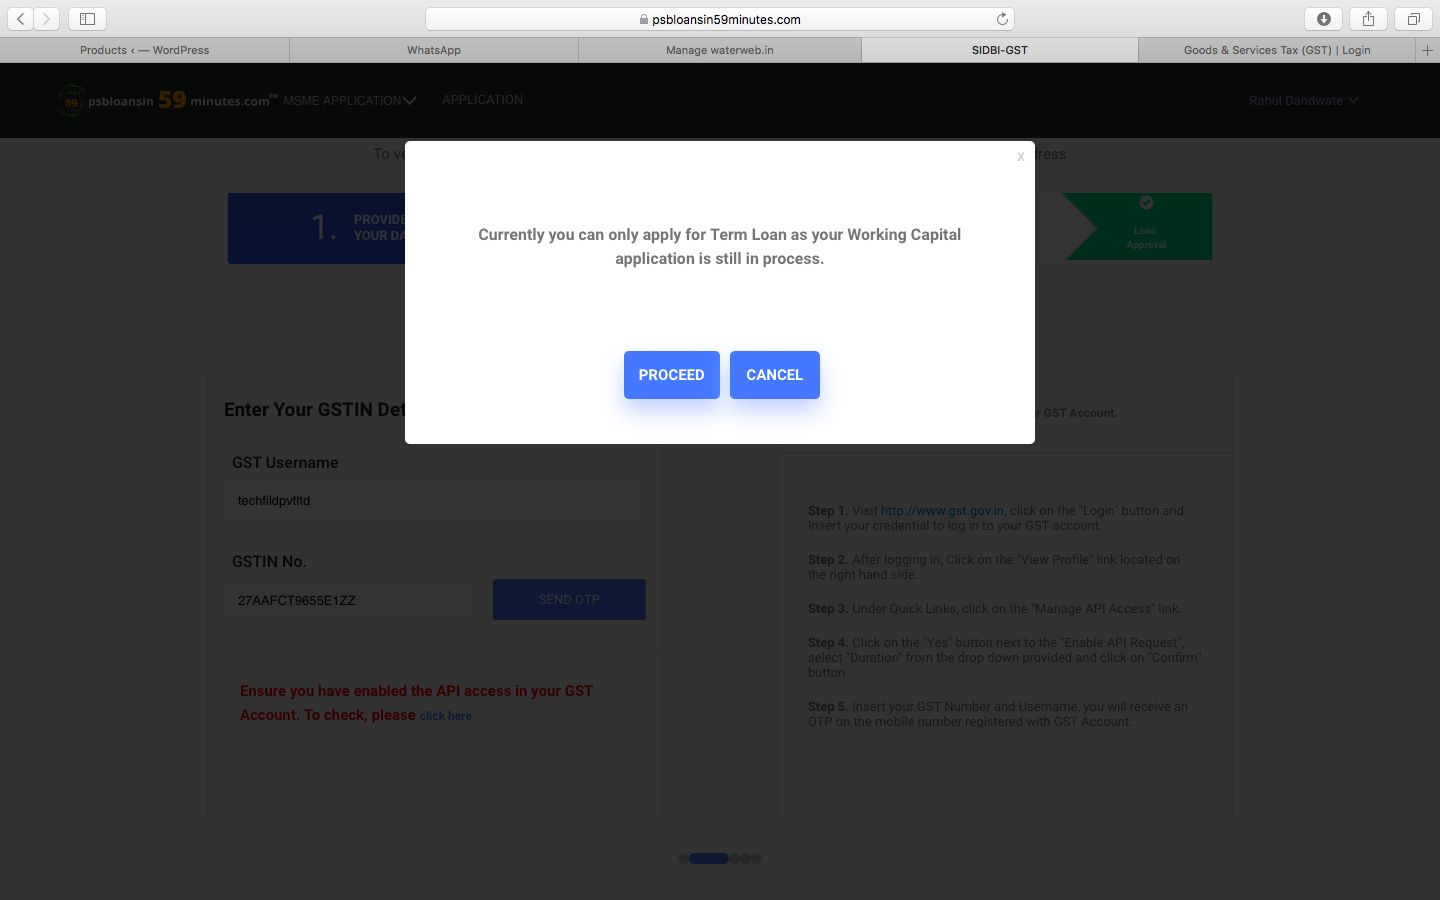 psbloansin59minutes.com
Products ‹ — WordPress
WhatsApp
Manage waterweb.in
SIDBI-GST
Goods & Services Tax (GST) | Login
59
psbloansin 59 minutes.com™
MSME APPLICATION
APPLICATION
Rahul Dandwate
To ve
dress
x
1. PROVIDE
YOUR DA
Loan
Approval
Currently you can only apply for Term Loan as your Working Capital
application is still in process.
PROCEED
CANCEL
Enter Your GSTIN Det
r GST Account.
GST Username
techfildpvtltd
GSTIN No.
27AAFCT9655E1ZZ
SEND OTP
Ensure you have enabled the API access in your GST
Account. To check, please click here
Step 1. Visit http://www.gst.gov.in, click on the "Login" button and
Insert your credential to log in to your GST account.
Step 2. After logging in, Click on the "View Profile" link located on
the right hand side.
Step 3. Under Quick Links, click on the "Manage API Access" link.
Step 4. Click on the "Yes" button next to the "Enable API Request",
select "Duration" from the drop down provided and click on "Confirm"
button
Step 5. Insert your GST Number and Username, you will receive an
OTP on the mobile number registered with GST Account.